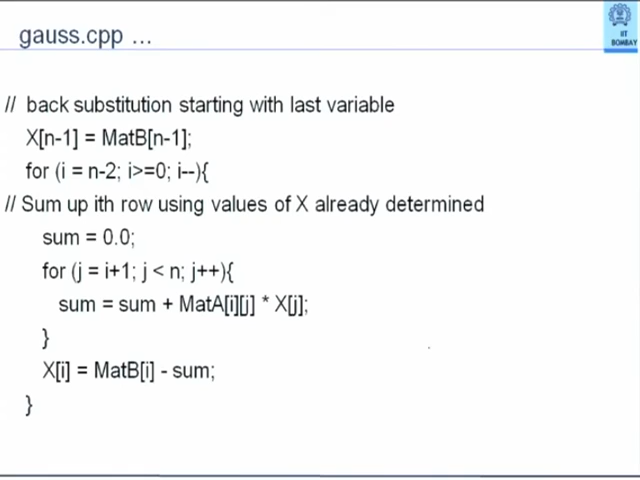 gauss.cpp ...
IIT
BOMBAY
// back substitution starting with last variable
X[n-1] = MatB[n-1];
for (i = n-2; i>=0; i--){
// Sum up ith row using values of X already determined
sum = 0.0;
for (j = i+1; j < n; j++){
sum = sum + MatA[i][j] * X[j];
}
X[i] = MatB[i] - sum;
}